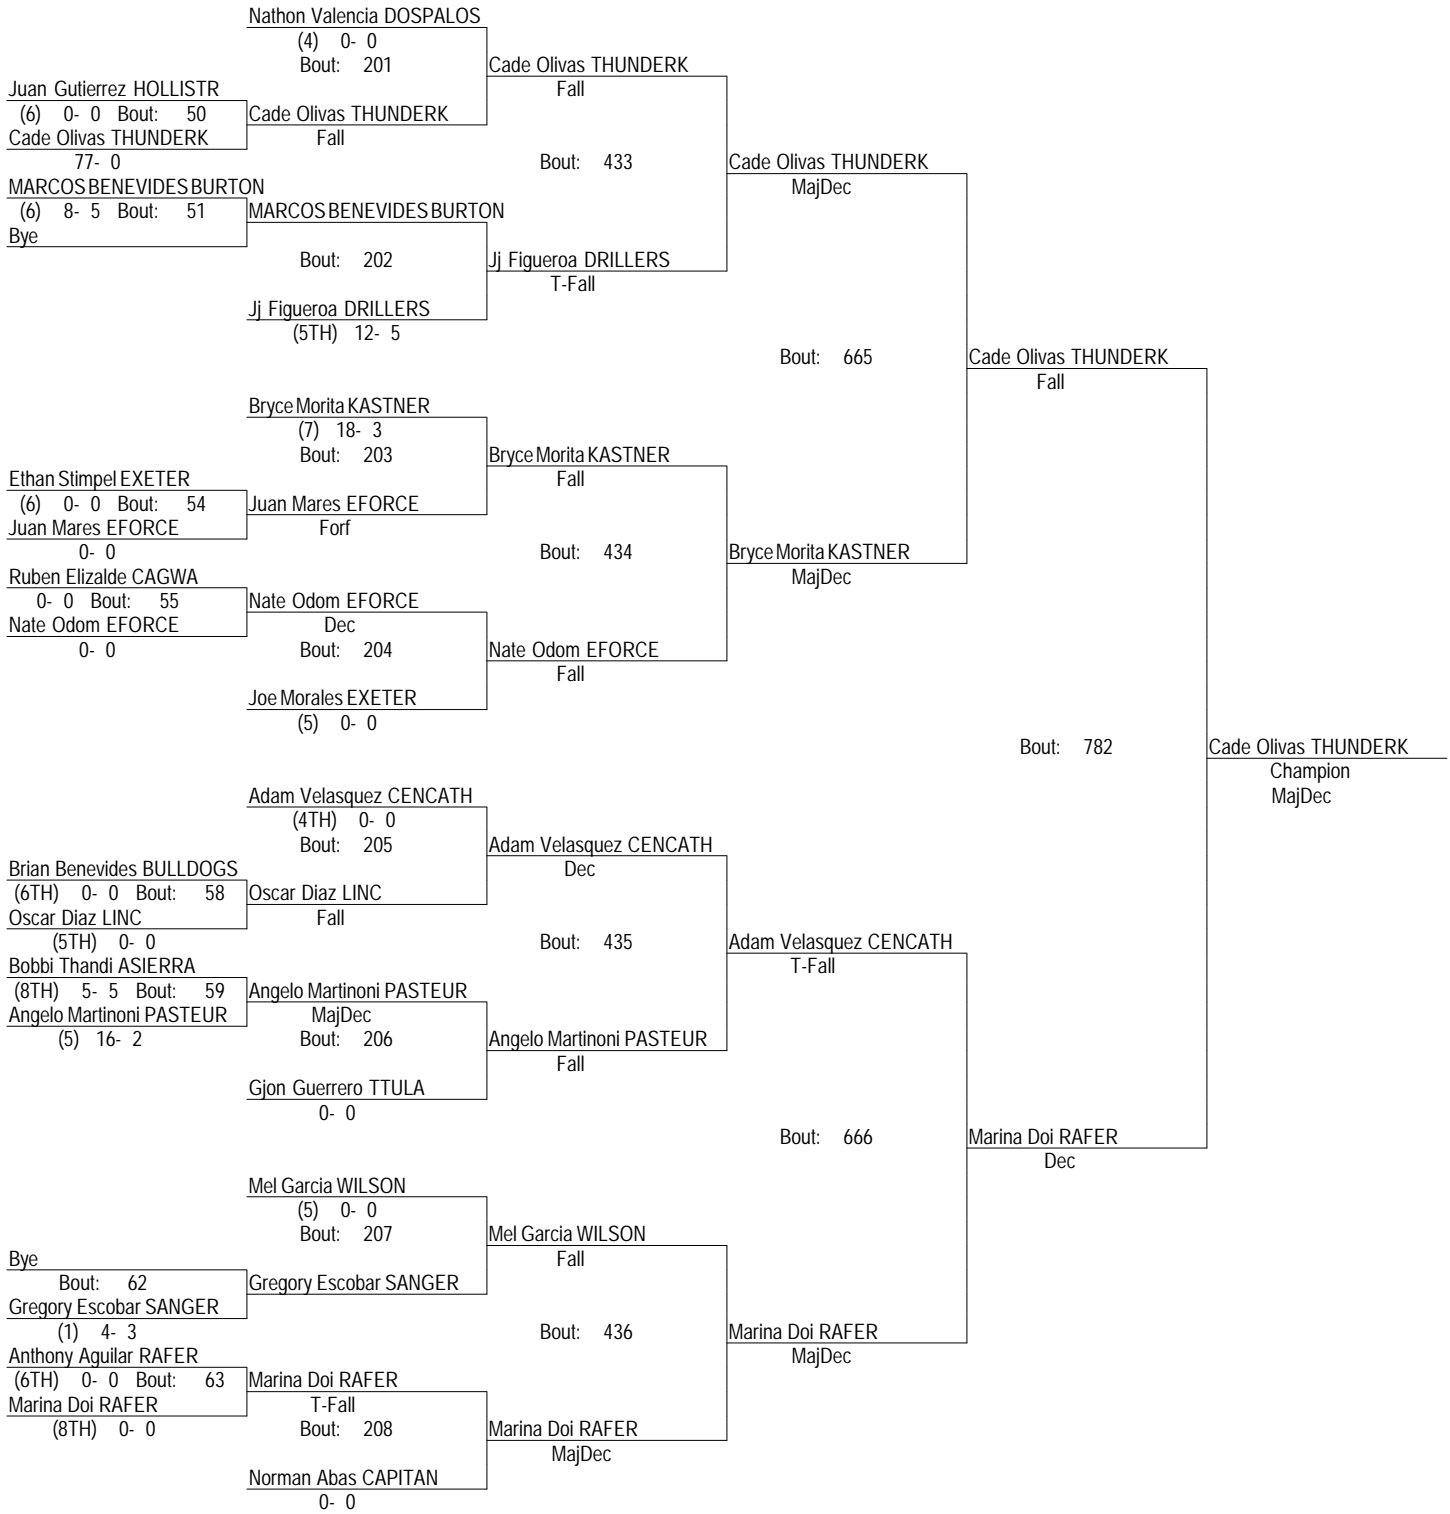 Nathon Valencia DOSPALOS
(4) 0- 0
Bout: 201
Cade Olivas THUNDERK
Fall
Juan Gutierrez HOLLISTR
(6) 0- 0 Bout: 50
Cade Olivas THUNDERK
Cade Olivas THUNDERK
Fall
77- 0
Bout: 433
Cade Olivas THUNDERK
MajDec
MARCOS BENEVIDES BURTON
(6) 8- 5 Bout: 51
MARCOS BENEVIDES BURTON
Bye
Bout: 202
Jj Figueroa DRILLERS
T-Fall
Jj Figueroa DRILLERS
(5TH) 12- 5
Bout: 665
Cade Olivas THUNDERK
Fall
Bryce Morita KASTNER
(7) 18- 3
Bout: 203
Bryce Morita KASTNER
Fall
Ethan Stimpel EXETER
(6) 0- 0 Bout: 54
Juan Mares EFORCE
Juan Mares EFORCE
Forf
0- 0
Bout: 434
Bryce Morita KASTNER
MajDec
Ruben Elizalde CAGWA
0- 0 Bout: 55
Nate Odom EFORCE
Nate Odom EFORCE
Dec
0- 0
Bout: 204
Nate Odom EFORCE
Fall
Joe Morales EXETER
(5) 0- 0
Bout: 782
Cade Olivas THUNDERK
Champion
MajDec
Adam Velasquez CENCATH
(4TH) 0- 0
Bout: 205
Adam Velasquez CENCATH
Dec
Brian Benevides BULLDOGS
(6TH) 0- 0 Bout: 58
Oscar Diaz LINC
Oscar Diaz LINC
Fall
(5TH) 0- 0
Bout: 435
Adam Velasquez CENCATH
T-Fall
Bobbi Thandi ASIERRA
(8TH) 5- 5 Bout: 59
Angelo Martinoni PASTEUR
Angelo Martinoni PASTEUR
MajDec
(5) 16- 2
Bout: 206
Angelo Martinoni PASTEUR
Fall
Gjon Guerrero TTULA
0- 0
Bout: 666
Marina Doi RAFER
Dec
Mel Garcia WILSON
(5) 0- 0
Bout: 207
Mel Garcia WILSON
Fall
Bye
Bout: 62
Gregory Escobar SANGER
Gregory Escobar SANGER
(1) 4- 3
Bout: 436
Marina Doi RAFER
MajDec
Anthony Aguilar RAFER
(6TH) 0- 0 Bout: 63
Marina Doi RAFER
Marina Doi RAFER
T-Fall
(8TH) 0- 0
Bout: 208
Marina Doi RAFER
MajDec
Norman Abas CAPITAN
0- 0